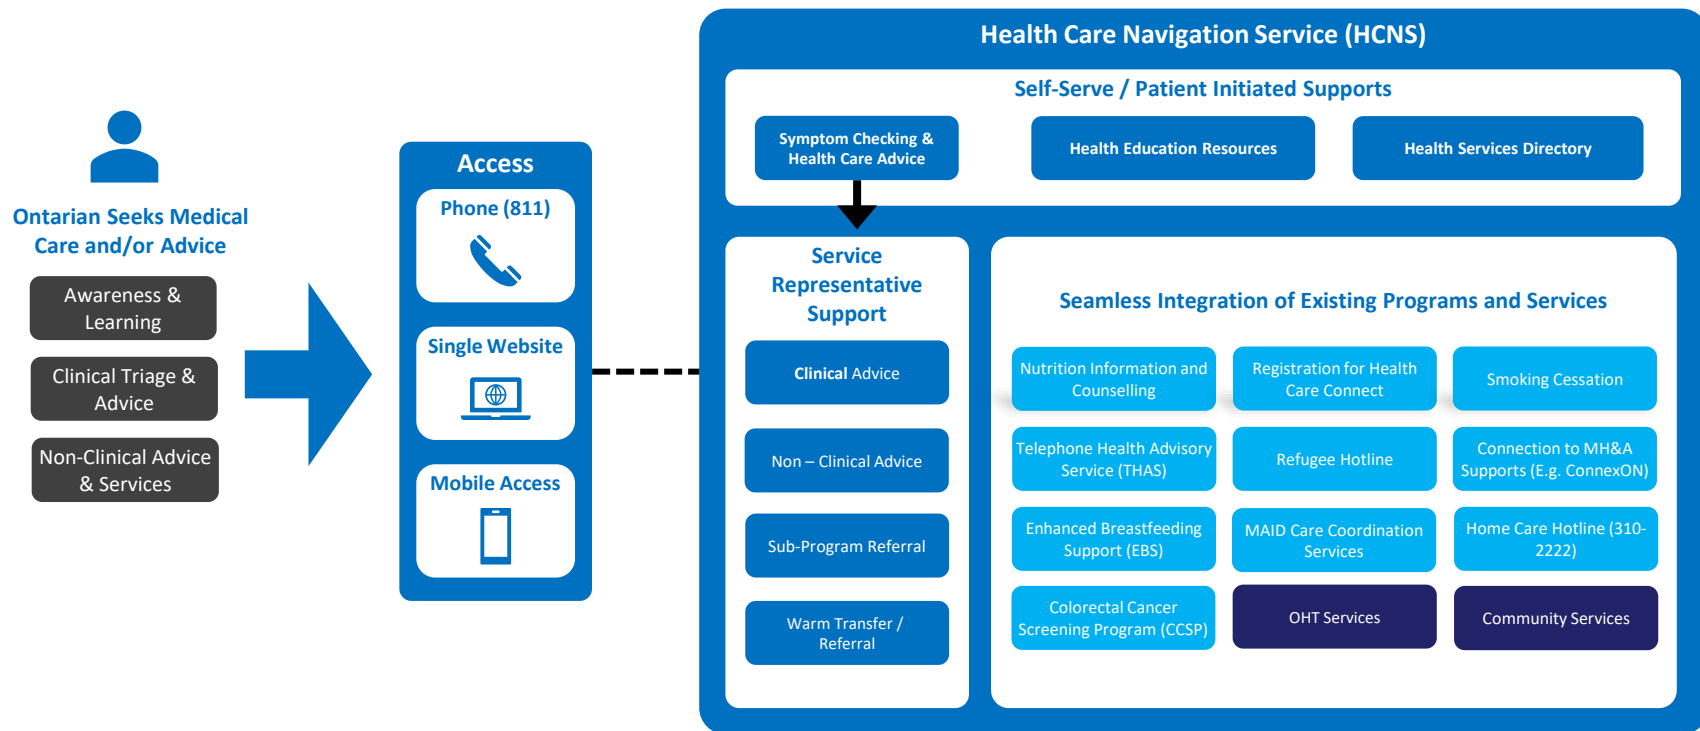 Health Care Navigation Service (HCNS)
Self-Serve / Patient Initiated Supports
Symptom Checking &
Health Care Advice
Health Education Resources
Health Services Directory
Ontarian Seeks Medical
Care and/or Advice
Awareness &
Learning
Clinical Triage &
Advice
Non-Clinical Advice
& Services
Access
Phone (811)
Single Website
Mobile Access
Service
Representative
Support
Clinical Advice
Non – Clinical Advice
Sub-Program Referral
Warm Transfer /
Referral
Seamless Integration of Existing Programs and Services
Nutrition Information and
Counselling
Registration for Health
Care Connect
Smoking Cessation
Telephone Health Advisory
Service (THAS)
Refugee Hotline
Connection to MH&A
Supports (E.g. ConnexON)
Enhanced Breastfeeding
Support (EBS)
MAID Care Coordination
Services
Home Care Hotline (310-
2222)
Colorectal Cancer
Screening Program (CCSP)
OHT Services
Community Services